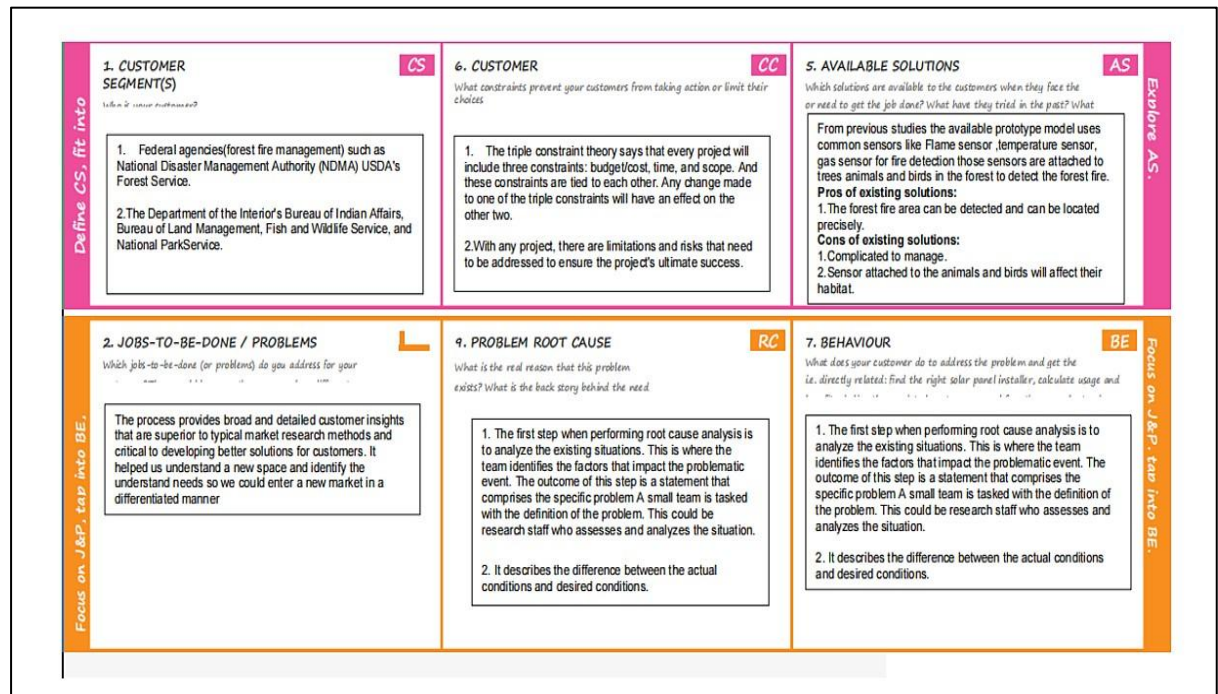 Define CS, fit into
1. CUSTOMER
SEGMENT(S)
CS
Who is your customer?
1. Federal agencies(forest fire management) such as
National Disaster Management Authority (NDMA) USDA's
Forest Service.
2.The Department of the Interior's Bureau of Indian Affairs,
Bureau of Land Management, Fish and Wildlife Service, and
National ParkService.
6. CUSTOMER
CC
What constraints prevent your customers from taking action or limit their
choices
1. The triple constraint theory says that every project will
include three constraints: budget/cost, time, and scope. And
these constraints are tied to each other. Any change made
to one of the triple constraints will have an effect on the
other two.
2.With any project, there are limitations and risks that need
to be addressed to ensure the project's ultimate success.
5. AVAILABLE SOLUTIONS
AS
Which solutions are available to the customers when they face the
or need to get the job done? What have they tried in the past? What
From previous studies the available prototype model uses
common sensors like Flame sensor ,temperature sensor,
gas sensor for fire detection those sensors are attached to
trees animals and birds in the forest to detect the forest fire.
Pros of existing solutions:
1.The forest fire area can be detected and can be located
precisely.
Cons of existing solutions:
1.Complicated to manage.
2.Sensor attached to the animals and birds will affect their
habitat.
Explore AS.
Focus on J&P, tap into BE.
2. JOBS-TO-BE-DONE / PROBLEMS
Which jobs-to-be-done (or problems) do you address for your
The process provides broad and detailed customer insights
that are superior to typical market research methods and
critical to developing better solutions for customers. It
helped us understand a new space and identify the
understand needs so we could enter a new market in a
differentiated manner
9. PROBLEM ROOT CAUSE
RC
What is the real reason that this problem
exists? What is the back story behind the need
1. The first step when performing root cause analysis is
to analyze the existing situations. This is where the
team identifies the factors that impact the problematic
event. The outcome of this step is a statement that
comprises the specific problem A small team is tasked
with the definition of the problem. This could be
research staff who assesses and analyzes the situation.
2. It describes the difference between the actual
conditions and desired conditions.
7. BEHAVIOUR
BE
What does your customer do to address the problem and get the
i.e. directly related: find the right solar panel installer, calculate usage and
1. The first step when performing root cause analysis is to
analyze the existing situations. This is where the team
identifies the factors that impact the problematic event. The
outcome of this step is a statement that comprises the
specific problem A small team is tasked with the definition of
the problem. This could be research staff who assesses and
analyzes the situation.
2. It describes the difference between the actual conditions
and desired conditions.
Focus on J&P, tap into BE.